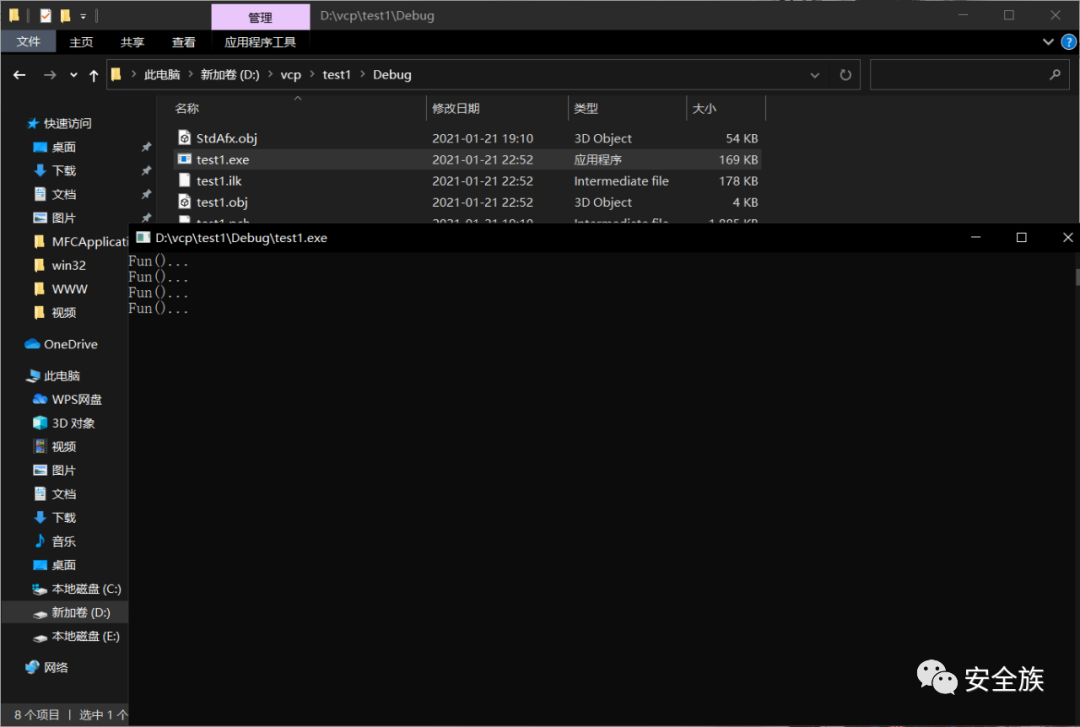 管理
D:\vcp\test1\Debug
文件 主页 共享 查看 应用程序工具
此电脑 › 新加卷 (D:) › vcp › test1 › Debug
名称 修改日期 类型 大小
StdAfx.obj 2021-01-21 19:10 3D Object 54 KB
test1.exe 2021-01-21 22:52 应用程序 169 KB
test1.ilk 2021-01-21 22:52 Intermediate file 178 KB
test1.obj 2021-01-21 22:52 3D Object 4 KB
快速访问
桌面
下载
文档
图片
MFCApplicati
win32
WWW
视频
OneDrive
此电脑
WPS网盘
3D 对象
视频
图片
文档
下载
音乐
桌面
本地磁盘 (C:)
新加卷 (D:)
本地磁盘 (E:)
网络
8 个项目 | 选中 1 个
D:\vcp\test1\Debug\test1.exe
Fun()...
Fun()...
Fun()...
Fun()...
安全族